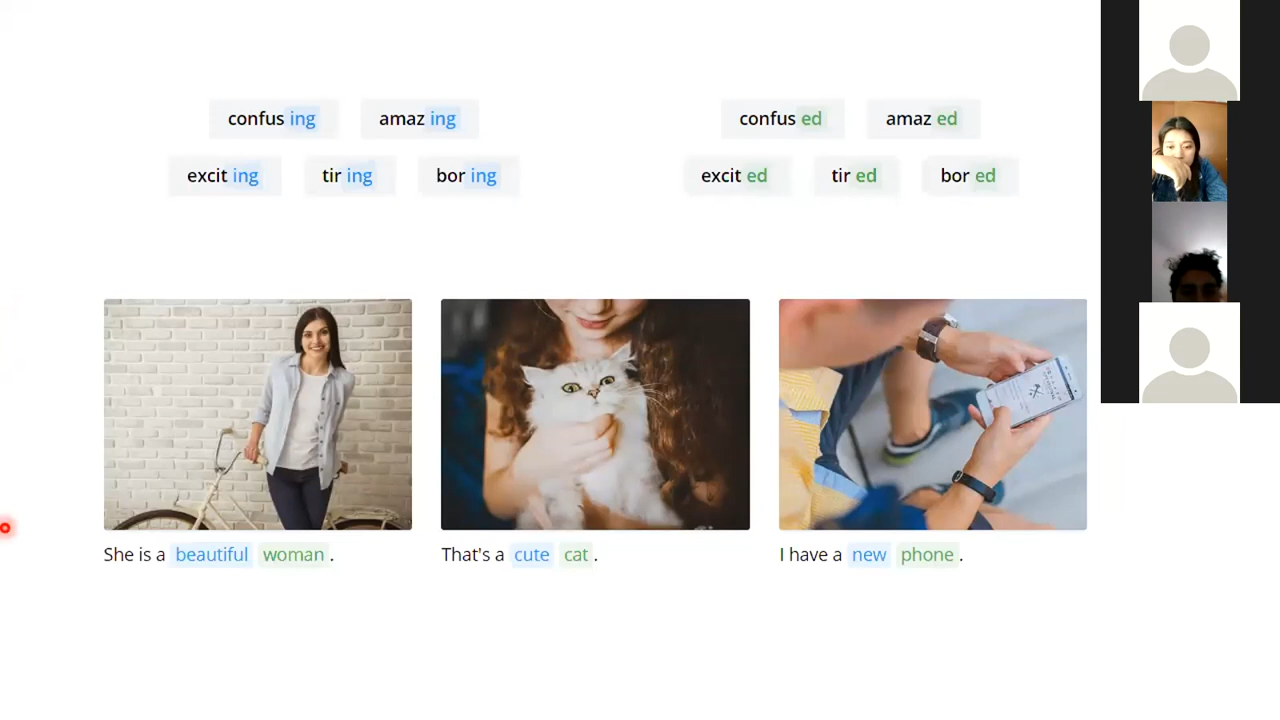 confus ing amaz ing
excit ing tir ing bor ing
confus ed amaz ed
excit ed tir ed bor ed
She is a beautiful woman .
That's a cute cat .
I have a new phone .